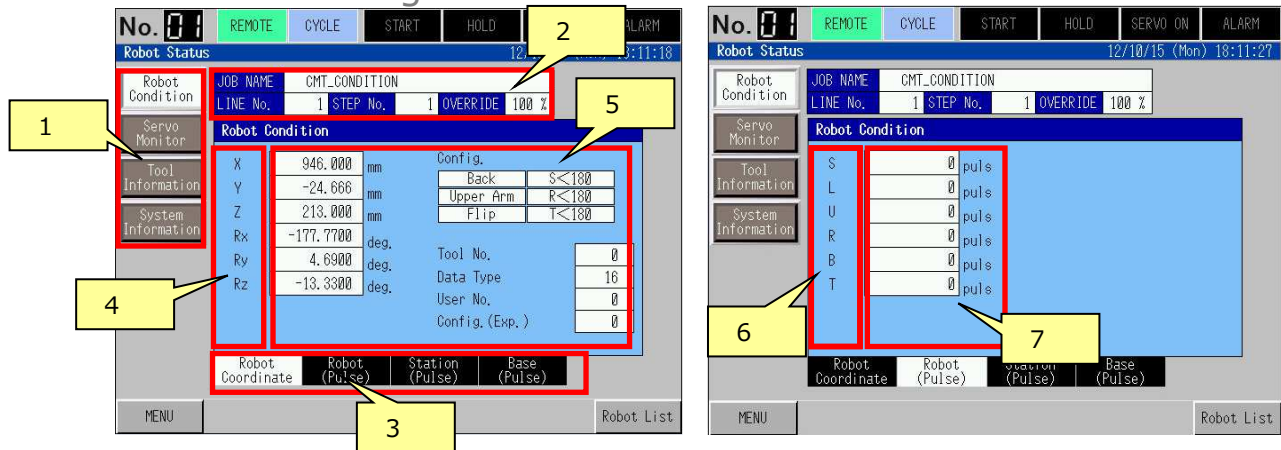 No. 01 REMOTE CYCLE START HOLD ALARM
Robot Status :11:18
Robot Condition
Servo Monitor
Tool Information
System Information
JOB NAME CMT_CONDITION
LINE No. 1 STEP No. 1 OVERRIDE 100 %
Robot Condition
X 946.000 mm
Y -24.666 mm
Z 213.000 mm
Rx -177.7700 deg.
Ry 4.6900 deg.
Rz -13.3300 deg.
Config.
Back S<180
Upper Arm R<180
Flip T<180
Tool No. 0
Data Type 16
User No. 0
Config.(Exp.) 0
Robot Coordinate
Robot (Pulse)
Station (Pulse)
Base (Pulse)
MENU
Robot List
1
2
3
4
5
No. 01 REMOTE CYCLE START HOLD SERVO ON ALARM
Robot Status 12/10/15 (Mon) 18:11:27
Robot Condition
Servo Monitor
Tool Information
System Information
JOB NAME CMT_CONDITION
LINE No. 1 STEP No. 1 OVERRIDE 100 %
Robot Condition
S 0 puls
L 0 puls
U 0 puls
R 0 puls
B 0 puls
T 0 puls
Robot Coordinate
Robot (Pulse)
(Pulse)
Base (Pulse)
MENU
Robot List
6
7